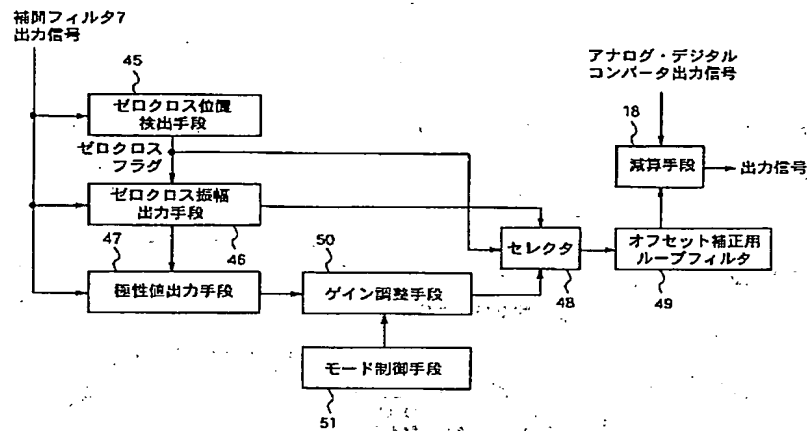 補間フィルタ7
出力信号
45
ゼロクロス位置
検出手段
ゼロクロス
フラグ
ゼロクロス振幅
出力手段
46
47
極性値出力手段
50
ゲイン調整手段
モード制御手段
51
セレクタ
48
アナログ・デジタル
コンバータ出力信号
18
減算手段
出力信号
オフセット補正用
ループフィルタ
49